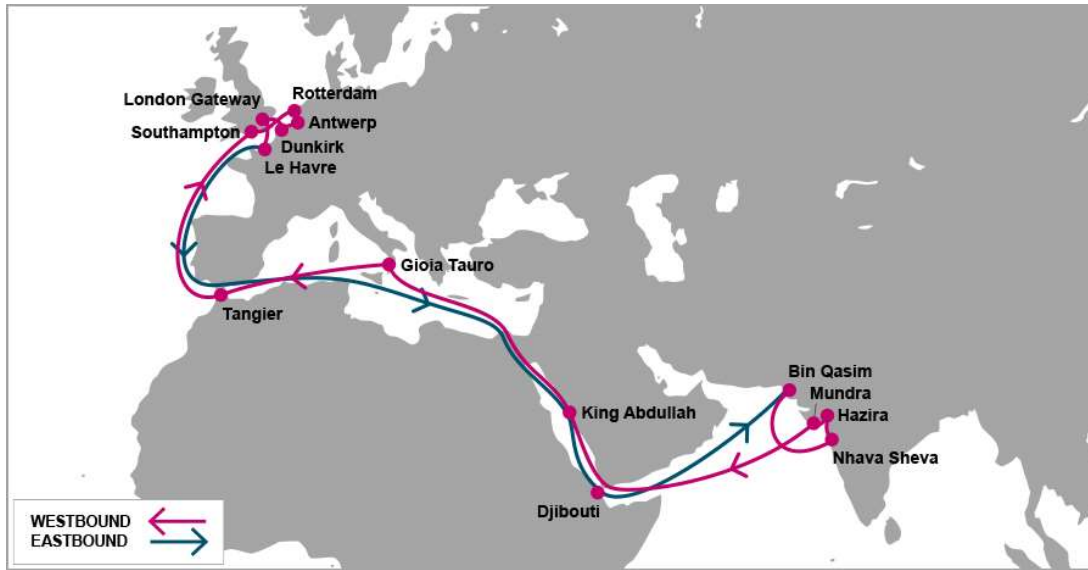 Rotterdam
London Gateway
Southampton
Antwerp
Dunkirk
Le Havre
Gioia Tauro
Tangier
Bin Qasim
Mundra
Hazira
King Abdullah
Nhava Sheva
Djibouti
WESTBOUND
EASTBOUND